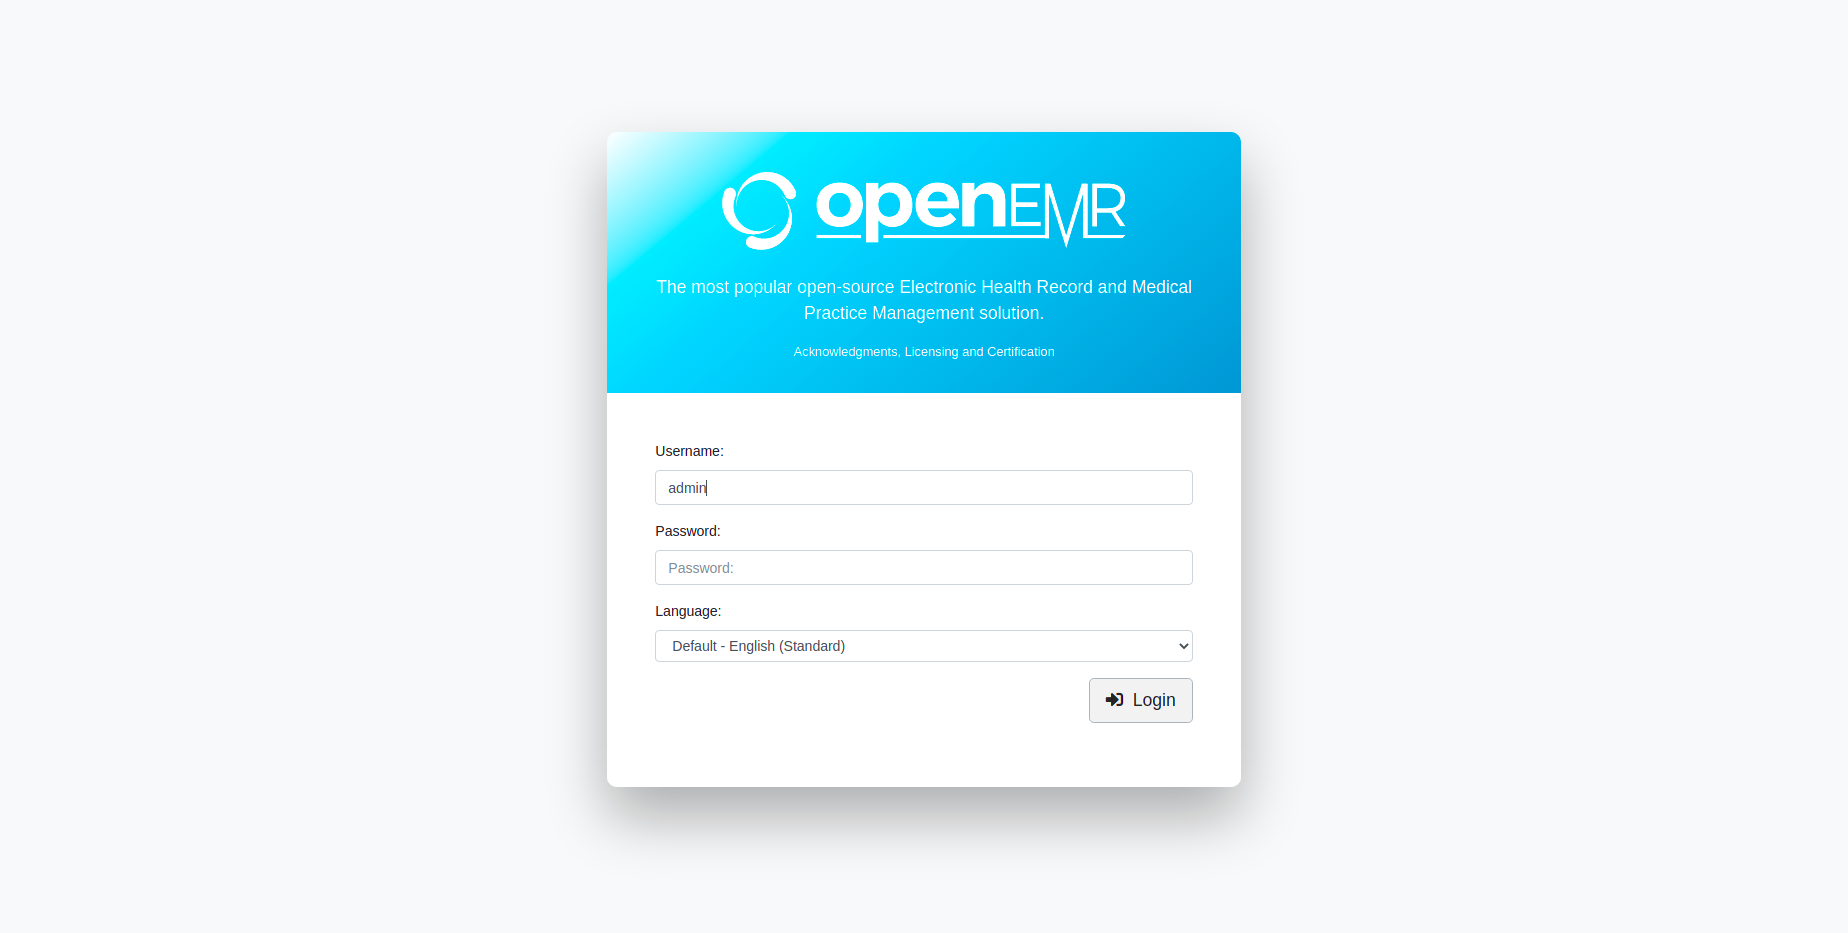 openEMR
The most popular open-source Electronic Health Record and Medical
Practice Management solution.
Acknowledgments, Licensing and Certification
Username:
admin
Password:
Password:
Language:
Default - English (Standard)
Login